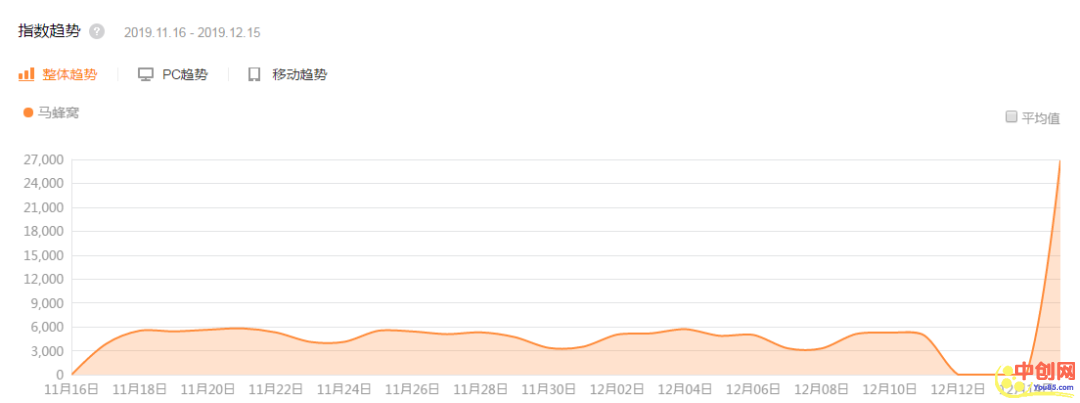 指数趋势 ? 2019.11.16 - 2019.12.15
整体趋势 PC趋势 移动趋势
马蜂窝 平均值
27,000
24,000
21,000
18,000
15,000
12,000
9,000
6,000
3,000
0
11月16日 11月18日 11月20日 11月22日 11月24日 11月26日 11月28日 11月30日 12月02日 12月04日 12月06日 12月08日 12月10日 12月12日
中创网
You85.com